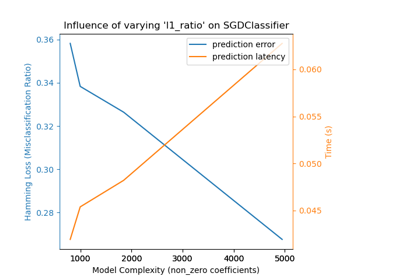 Influence of varying 'l1_ratio' on SGDClassifier
prediction error
prediction latency
0.36
0.34
0.32
0.30
0.28
Hamming Loss (Misclassification Ratio)
0.060
0.055
0.050
0.045
Time (s)
1000 2000 3000 4000 5000
Model Complexity (non_zero coefficients)